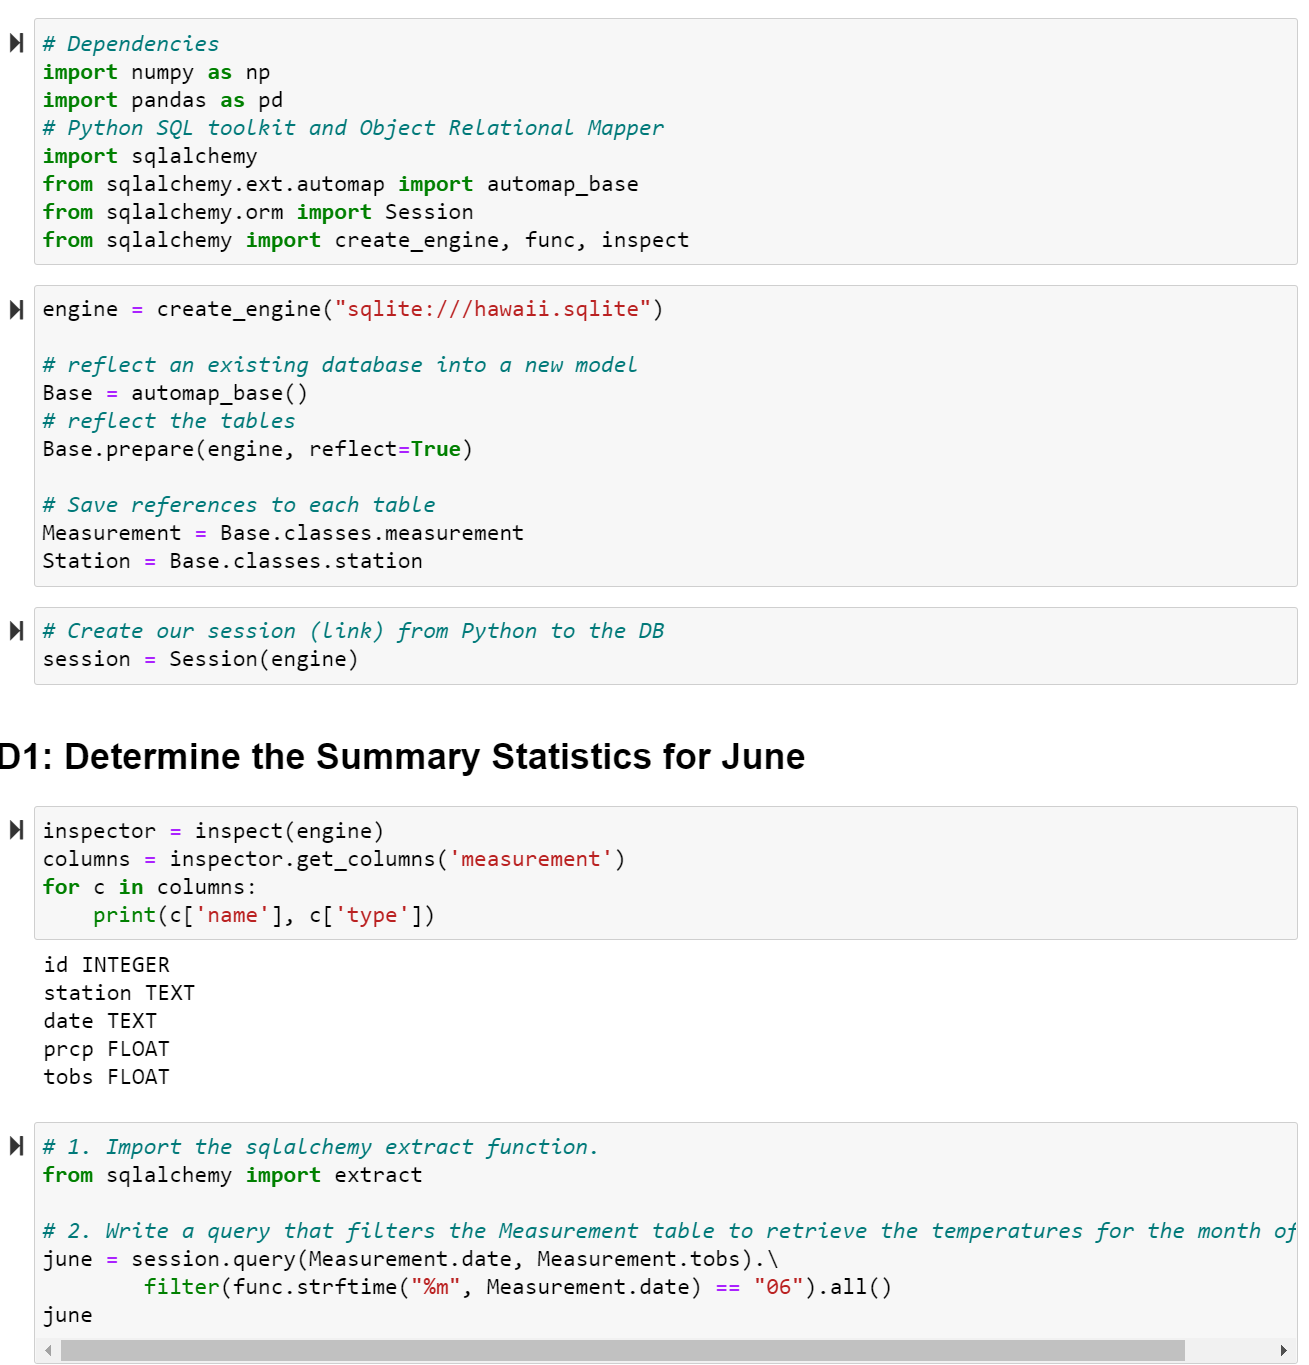 # Dependencies
import numpy as np
import pandas as pd
# Python SQL toolkit and Object Relational Mapper
import sqlalchemy
from sqlalchemy.ext.automap import automap_base
from sqlalchemy.orm import Session
from sqlalchemy import create_engine, func, inspect
engine = create_engine("sqlite:///hawaii.sqlite")
# reflect an existing database into a new model
Base = automap_base()
# reflect the tables
Base.prepare(engine, reflect=True)
# Save references to each table
Measurement = Base.classes.measurement
Station = Base.classes.station
# Create our session (link) from Python to the DB
session = Session(engine)
D1: Determine the Summary Statistics for June
inspector = inspect(engine)
columns = inspector.get_columns('measurement')
for c in columns:
    print(c['name'], c['type'])
id INTEGER
station TEXT
date TEXT
prcp FLOAT
tobs FLOAT
# 1. Import the sqlalchemy extract function.
from sqlalchemy import extract
# 2. Write a query that filters the Measurement table to retrieve the temperatures for the month of
june = session.query(Measurement.date, Measurement.tobs).\
        filter(func.strftime("%m", Measurement.date) == "06").all()
june